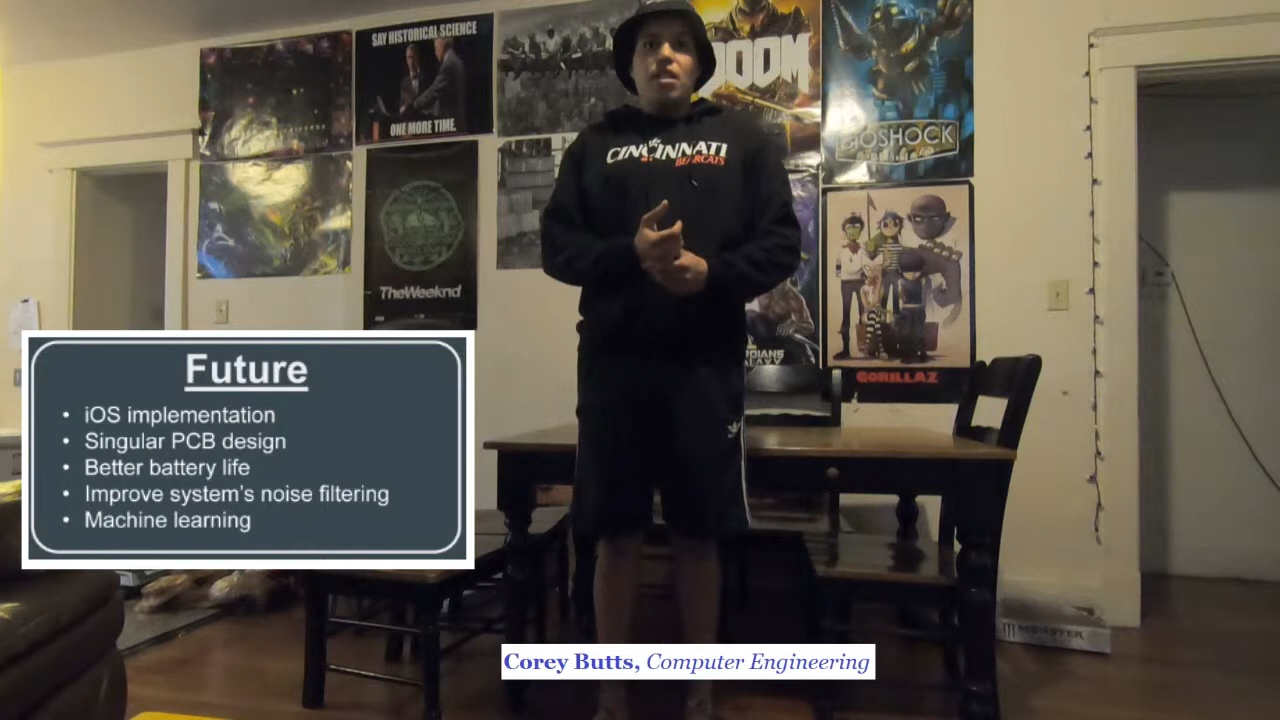 SAY HISTORICAL SCIENCE
ONE MORE TIME.
TheWeeknd
DOOM
BIOSHOCK
CINCINNATI
BEARCATS
GORILLAZ
MONSTER
Future
• iOS implementation
• Singular PCB design
• Better battery life
• Improve system's noise filtering
• Machine learning
Corey Butts, Computer Engineering